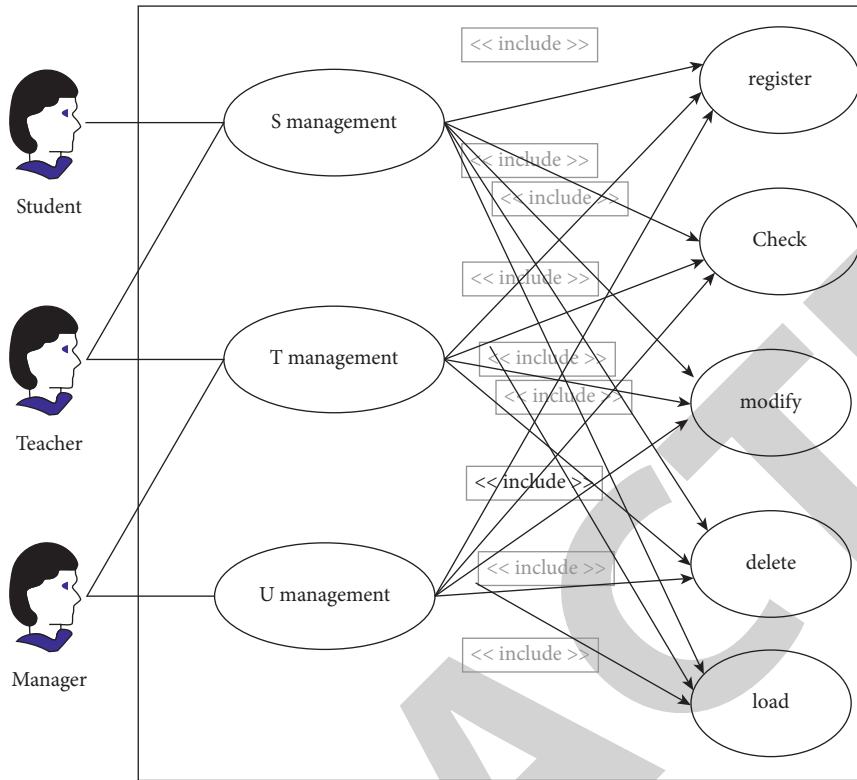 << include >>
register
S management
<< include >>
<< include >>
Student
Check
<< include >>
T management
<< include >>
<< include >>
modify
Teacher
<< include >>
<< include >>
delete
U management
<< include >>
Manager
load
ACT